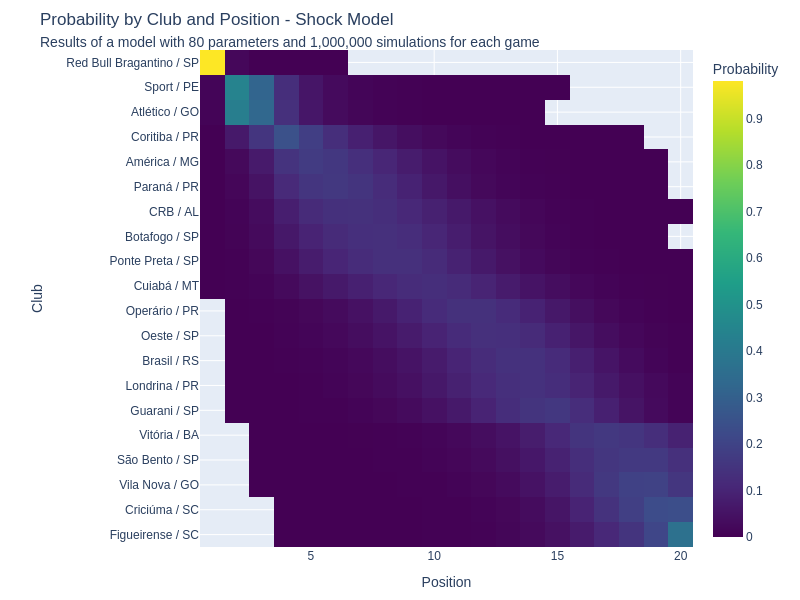 Probability by Club and Position - Shock Model
Results of a model with 80 parameters and 1,000,000 simulations for each game
Probability
Red Bull Bragantino / SP
Sport / PE
Atlético / GO
Coritiba / PR
América / MG
Paraná / PR
CRB / AL
Botafogo / SP
Ponte Preta / SP
Cuiabá / MT
Operário / PR
Oeste / SP
Brasil / RS
Londrina / PR
Guarani / SP
Vitória / BA
São Bento / SP
Vila Nova / GO
Criciúma / SC
Figueirense / SC
Club
5
10
15
20
Position
0.9
0.8
0.7
0.6
0.5
0.4
0.3
0.2
0.1
0